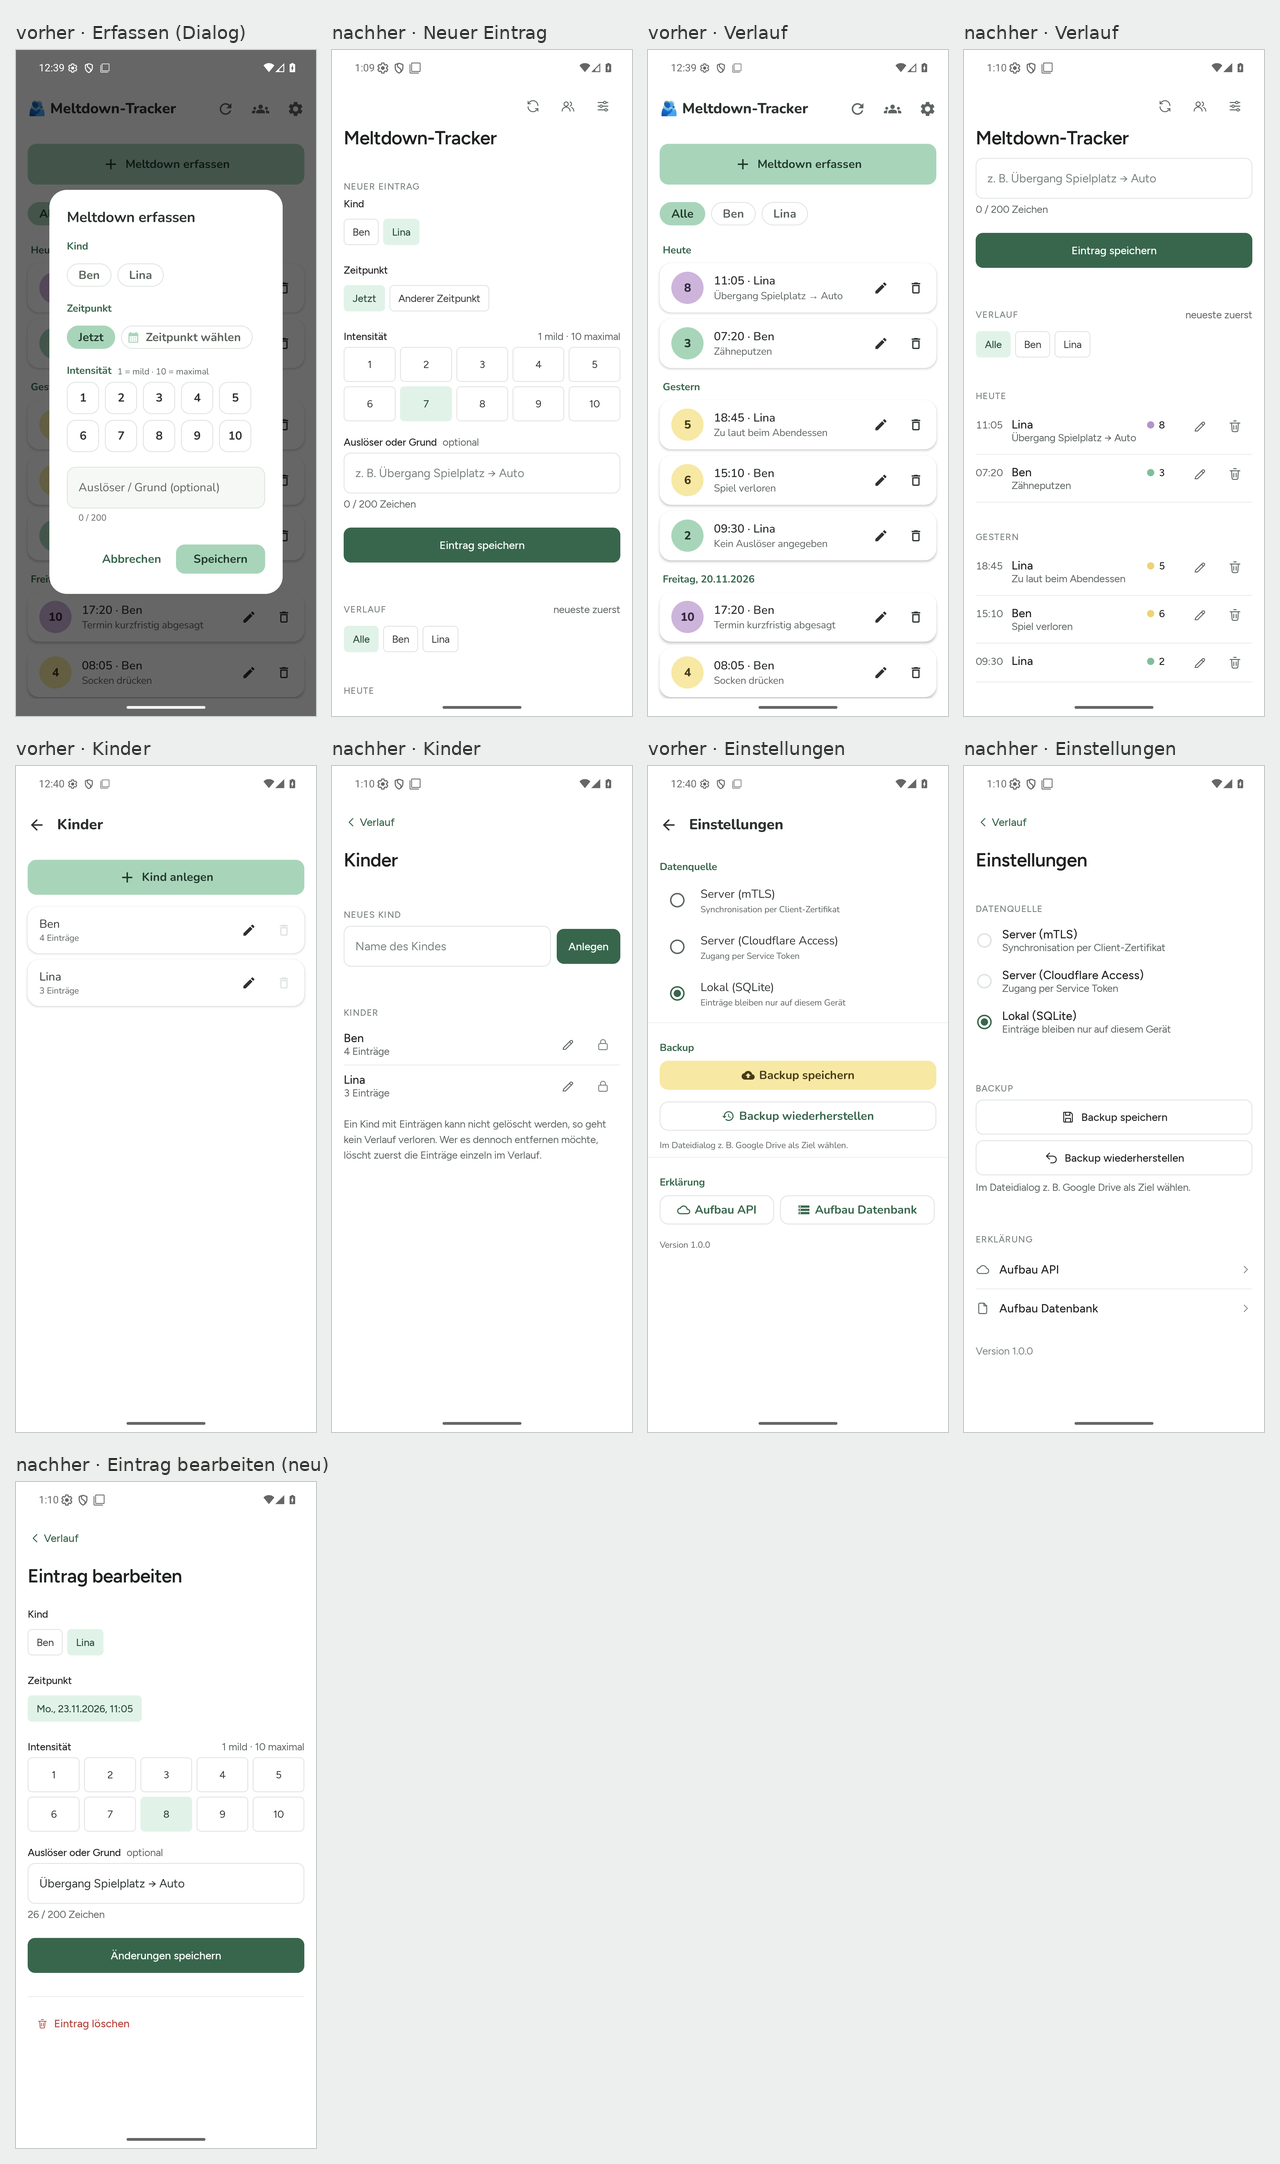 vorher · Erfassen (Dialog)
12:39
Meltdown-Tracker
+ Meltdown erfassen
Meltdown erfassen
Kind
Ben
Lina
Zeitpunkt
Jetzt
Zeitpunkt wählen
Intensität 1 = mild · 10 = maximal
1 2 3 4 5
6 7 8 9 10
Auslöser / Grund (optional)
0 / 200
Abbrechen
Speichern
10
17:20 · Ben
Termin kurzfristig abgesagt
4
08:05 · Ben
Socken drücken
nachher · Neuer Eintrag
1:09
Meltdown-Tracker
NEUER EINTRAG
Kind
Ben
Lina
Zeitpunkt
Jetzt
Anderer Zeitpunkt
Intensität
1 mild · 10 maximal
1 2 3 4 5
6 7 8 9 10
Auslöser oder Grund optional
z. B. Übergang Spielplatz → Auto
0 / 200 Zeichen
Eintrag speichern
VERLAUF
neueste zuerst
Alle
Ben
Lina
HEUTE
vorher · Verlauf
12:39
Meltdown-Tracker
+ Meltdown erfassen
Alle
Ben
Lina
Heute
8
11:05 · Lina
Übergang Spielplatz → Auto
3
07:20 · Ben
Zähneputzen
Gestern
5
18:45 · Lina
Zu laut beim Abendessen
6
15:10 · Ben
Spiel verloren
2
09:30 · Lina
Kein Auslöser angegeben
Freitag, 20.11.2026
10
17:20 · Ben
Termin kurzfristig abgesagt
4
08:05 · Ben
Socken drücken
nachher · Verlauf
1:10
Meltdown-Tracker
z. B. Übergang Spielplatz → Auto
0 / 200 Zeichen
Eintrag speichern
VERLAUF
neueste zuerst
Alle
Ben
Lina
HEUTE
11:05 Lina 8
Übergang Spielplatz → Auto
07:20 Ben 3
Zähneputzen
GESTERN
18:45 Lina 5
Zu laut beim Abendessen
15:10 Ben 6
Spiel verloren
09:30 Lina 2
vorher · Kinder
12:40
Kinder
+ Kind anlegen
Ben
4 Einträge
Lina
3 Einträge
nachher · Kinder
1:10
Verlauf
Kinder
NEUES KIND
Name des Kindes
Anlegen
KINDER
Ben
4 Einträge
Lina
3 Einträge
Ein Kind mit Einträgen kann nicht gelöscht werden, so geht
kein Verlauf verloren. Wer es dennoch entfernen möchte,
löscht zuerst die Einträge einzeln im Verlauf.
vorher · Einstellungen
12:40
Einstellungen
Datenquelle
Server (mTLS)
Synchronisation per Client-Zertifikat
Server (Cloudflare Access)
Zugang per Service Token
Lokal (SQLite)
Einträge bleiben nur auf diesem Gerät
Backup
Backup speichern
Backup wiederherstellen
Im Dateidialog z. B. Google Drive als Ziel wählen.
Erklärung
Aufbau API
Aufbau Datenbank
Version 1.0.0
nachher · Einstellungen
1:10
Verlauf
Einstellungen
DATENQUELLE
Server (mTLS)
Synchronisation per Client-Zertifikat
Server (Cloudflare Access)
Zugang per Service Token
Lokal (SQLite)
Einträge bleiben nur auf diesem Gerät
BACKUP
Backup speichern
Backup wiederherstellen
Im Dateidialog z. B. Google Drive als Ziel wählen.
ERKLÄRUNG
Aufbau API
Aufbau Datenbank
Version 1.0.0
nachher · Eintrag bearbeiten (neu)
1:10
Verlauf
Eintrag bearbeiten
Kind
Ben
Lina
Zeitpunkt
Mo., 23.11.2026, 11:05
Intensität
1 mild · 10 maximal
1 2 3 4 5
6 7 8 9 10
Auslöser oder Grund optional
Übergang Spielplatz → Auto
26 / 200 Zeichen
Änderungen speichern
Eintrag löschen